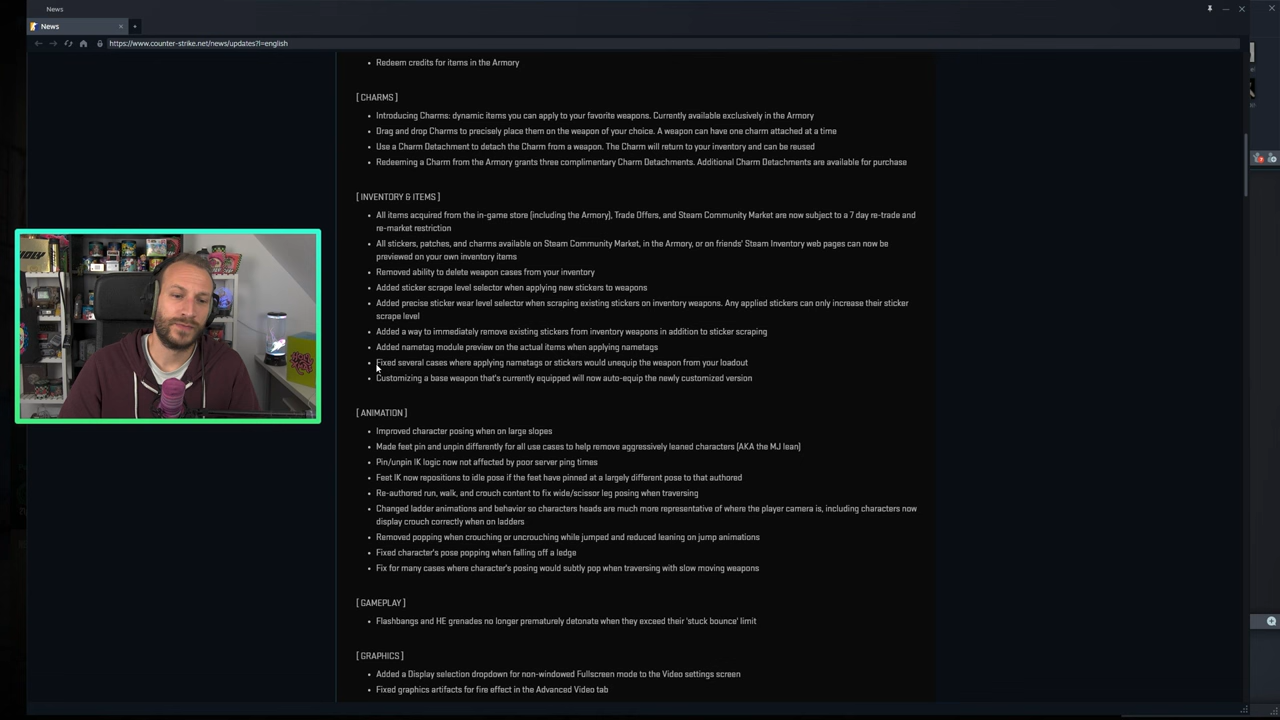 News
News
https://www.counter-strike.net/news/updates?l=english
Redeem credits for items in the Armory
[ CHARMS ]
Introducing Charms: dynamic items you can apply to your favorite weapons. Currently available exclusively in the Armory
Drag and drop Charms to precisely place them on the weapon of your choice. A weapon can have one charm attached at a time
Use a Charm Detachment to detach the Charm from a weapon. The Charm will return to your inventory and can be reused
Redeeming a Charm from the Armory grants three complimentary Charm Detachments. Additional Charm Detachments are available for purchase
[ INVENTORY & ITEMS ]
All items acquired from the in-game store (including the Armory), Trade Offers, and Steam Community Market are now subject to a 7 day re-trade and
re-market restriction
All stickers, patches, and charms available on Steam Community Market, in the Armory, or on friends' Steam Inventory web pages can now be
previewed on your own inventory items
Removed ability to delete weapon cases from your inventory
Added sticker scrape level selector when applying new stickers to weapons
Added precise sticker wear level selector when scraping existing stickers on inventory weapons. Any applied stickers can only increase their sticker
scrape level
Added a way to immediately remove existing stickers from inventory weapons in addition to sticker scraping
Added nametag module preview on the actual items when applying nametags
Fixed several cases where applying nametags or stickers would unequip the weapon from your loadout
Customizing a base weapon that's currently equipped will now auto-equip the newly customized version
[ ANIMATION ]
Improved character posing when on large slopes
Made feet pin and unpin differently for all use cases to help remove aggressively leaned characters (AKA the MJ lean)
Pin/unpin IK logic now not affected by poor server ping times
Feet IK now repositions to idle pose if the feet have pinned at a largely different pose to that authored
Re-authored run, walk, and crouch content to fix wide/scissor leg posing when traversing
Changed ladder animations and behavior so characters heads are much more representative of where the player camera is, including characters now
display crouch correctly when on ladders
Removed popping when crouching or uncrouching while jumped and reduced leaning on jump animations
Fixed character's pose popping when falling off a ledge
Fix for many cases where character's posing would subtly pop when traversing with slow moving weapons
[ GAMEPLAY ]
Flashbangs and HE grenades no longer prematurely detonate when they exceed their 'stuck bounce' limit
[ GRAPHICS ]
Added a Display selection dropdown for non-windowed Fullscreen mode to the Video settings screen
Fixed graphics artifacts for fire effect in the Advanced Video tab